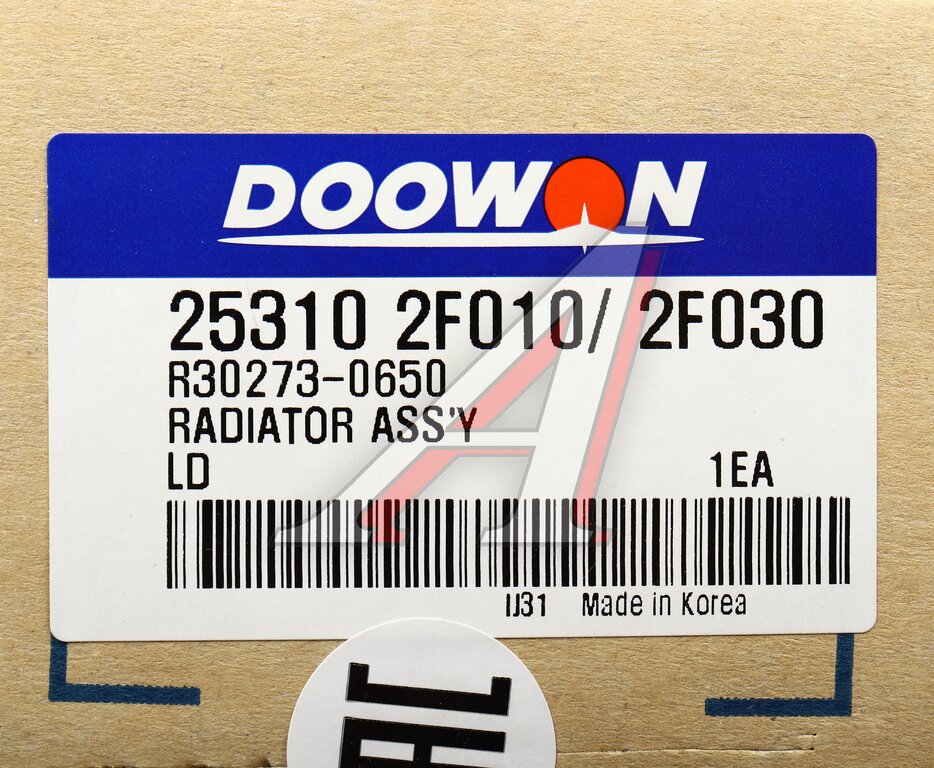 DOOWON
25310 2F010/ 2F030
R30273-0650
RADIATOR ASS'Y
LD 1EA
IJ31 Made in Korea